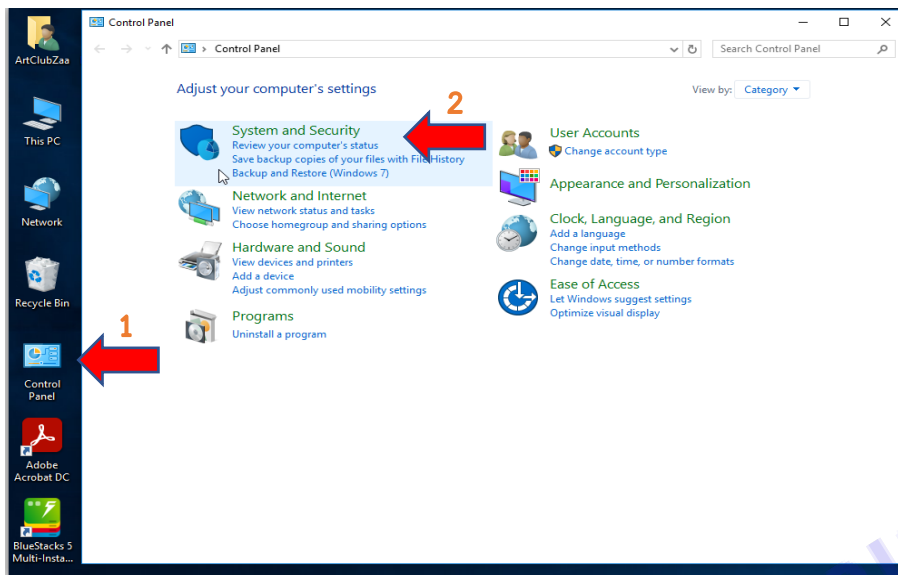 ArtClubZaa
This PC
Network
Recycle Bin
1
Control
Panel
Adobe
Acrobat DC
BlueStacks 5
Multi-Insta...
Control Panel
Control Panel
Search Control Panel
Adjust your computer's settings
View by: Category
2
System and Security
Review your computer's status
Save backup copies of your files with File History
Backup and Restore (Windows 7)
Network and Internet
View network status and tasks
Choose homegroup and sharing options
Hardware and Sound
View devices and printers
Add a device
Adjust commonly used mobility settings
Programs
Uninstall a program
User Accounts
Change account type
Appearance and Personalization
Clock, Language, and Region
Add a language
Change input methods
Change date, time, or number formats
Ease of Access
Let Windows suggest settings
Optimize visual display